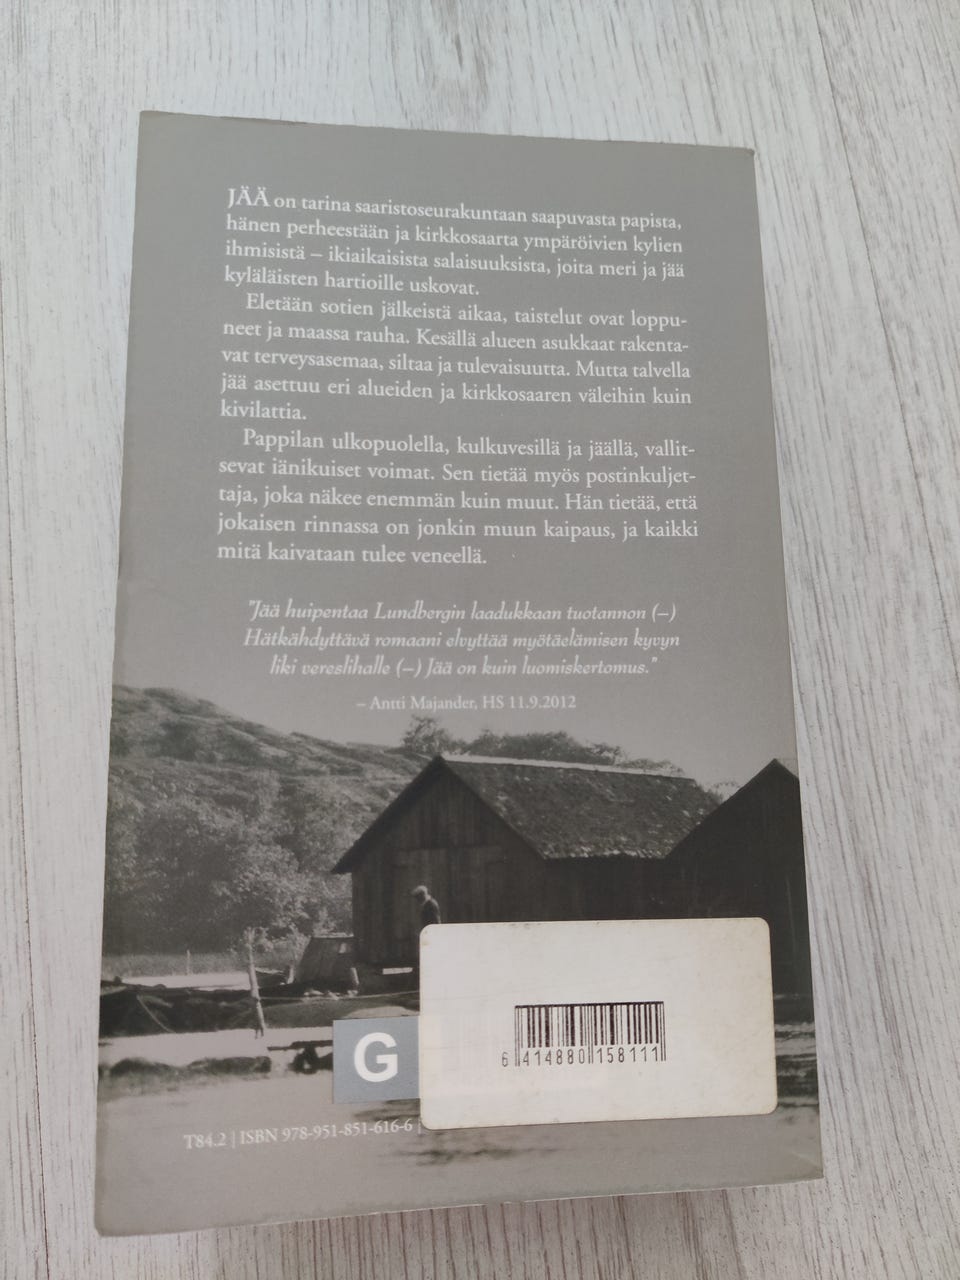 JÄÄ on tarina saaristoseurakuntaan saapuvasta papista,
hänen perheestään ja kirkkosaarta ympäröivien kylien
ihmisistä – ikiaikaisista salaisuuksista, joita meri ja jää
kyläläisten hartioille uskovat.
Eletään sotien jälkeistä aikaa, taistelut ovat loppu-
neet ja maassa rauha. Kesällä alueen asukkaat rakenta-
vat terveysasemaa, siltaa ja tulevaisuutta. Mutta talvella
jää asettuu eri alueiden ja kirkkosaaren väleihin kuin
kivilattia.
Pappilan ulkopuolella, kulkuvesillä ja jäällä, vallit-
sevat iänikuiset voimat. Sen tietää myös postinkuljet-
taja, joka näkee enemmän kuin muut. Hän tietää, että
jokaisen rinnassa on jonkin muun kaipaus, ja kaikki
mitä kaivataan tulee veneellä.
"Jää huipentaa Lundbergin laadukkaan tuotannon (–)
Hätkähdyttävä romaani elvyttää myötäelämisen kyvyn
liki vereslihalle (–) Jää on kuin luomiskertomus."
– Antti Majander, HS 11.9.2012
G
6 414880 158111
T84.2 | ISBN 978-951-851-616-6 |